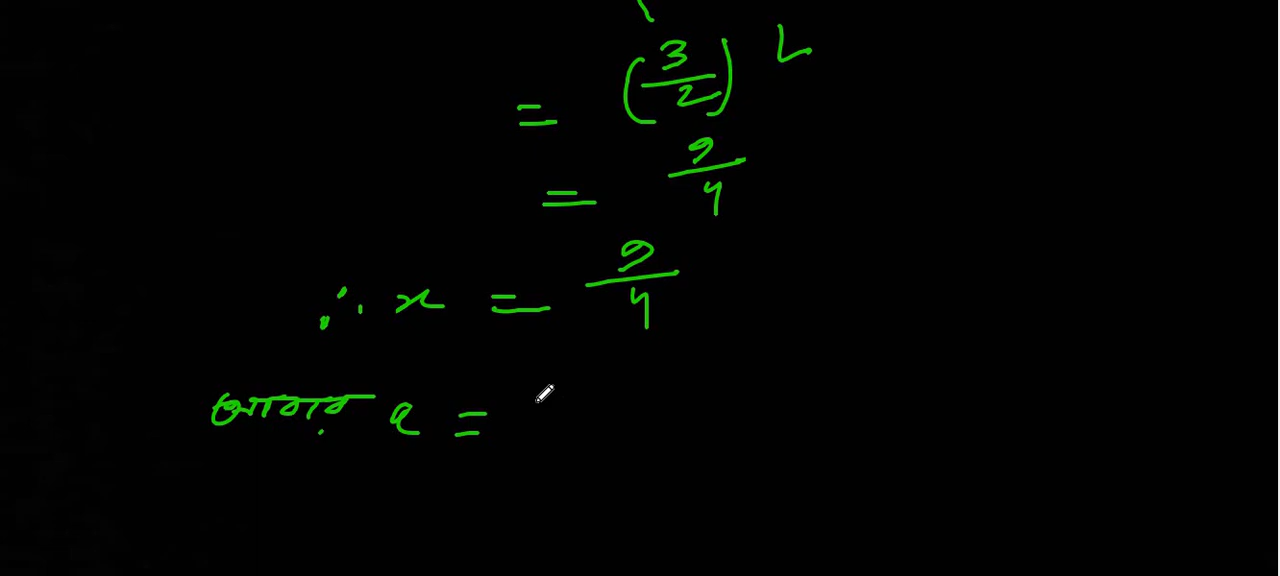 = (3/2)²
= 9/4
∴ x = 9/4
আবার a =